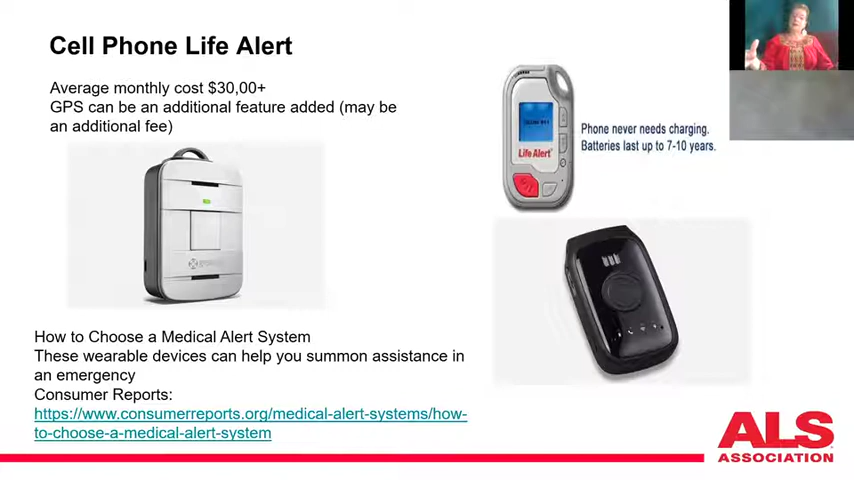 Cell Phone Life Alert
Average monthly cost $30,00+
GPS can be an additional feature added (may be
an additional fee)
Phone never needs charging.
Batteries last up to 7-10 years.
Life Alert
How to Choose a Medical Alert System
These wearable devices can help you summon assistance in
an emergency
Consumer Reports:
https://www.consumerreports.org/medical-alert-systems/how-
to-choose-a-medical-alert-system
ALS
ASSOCIATION